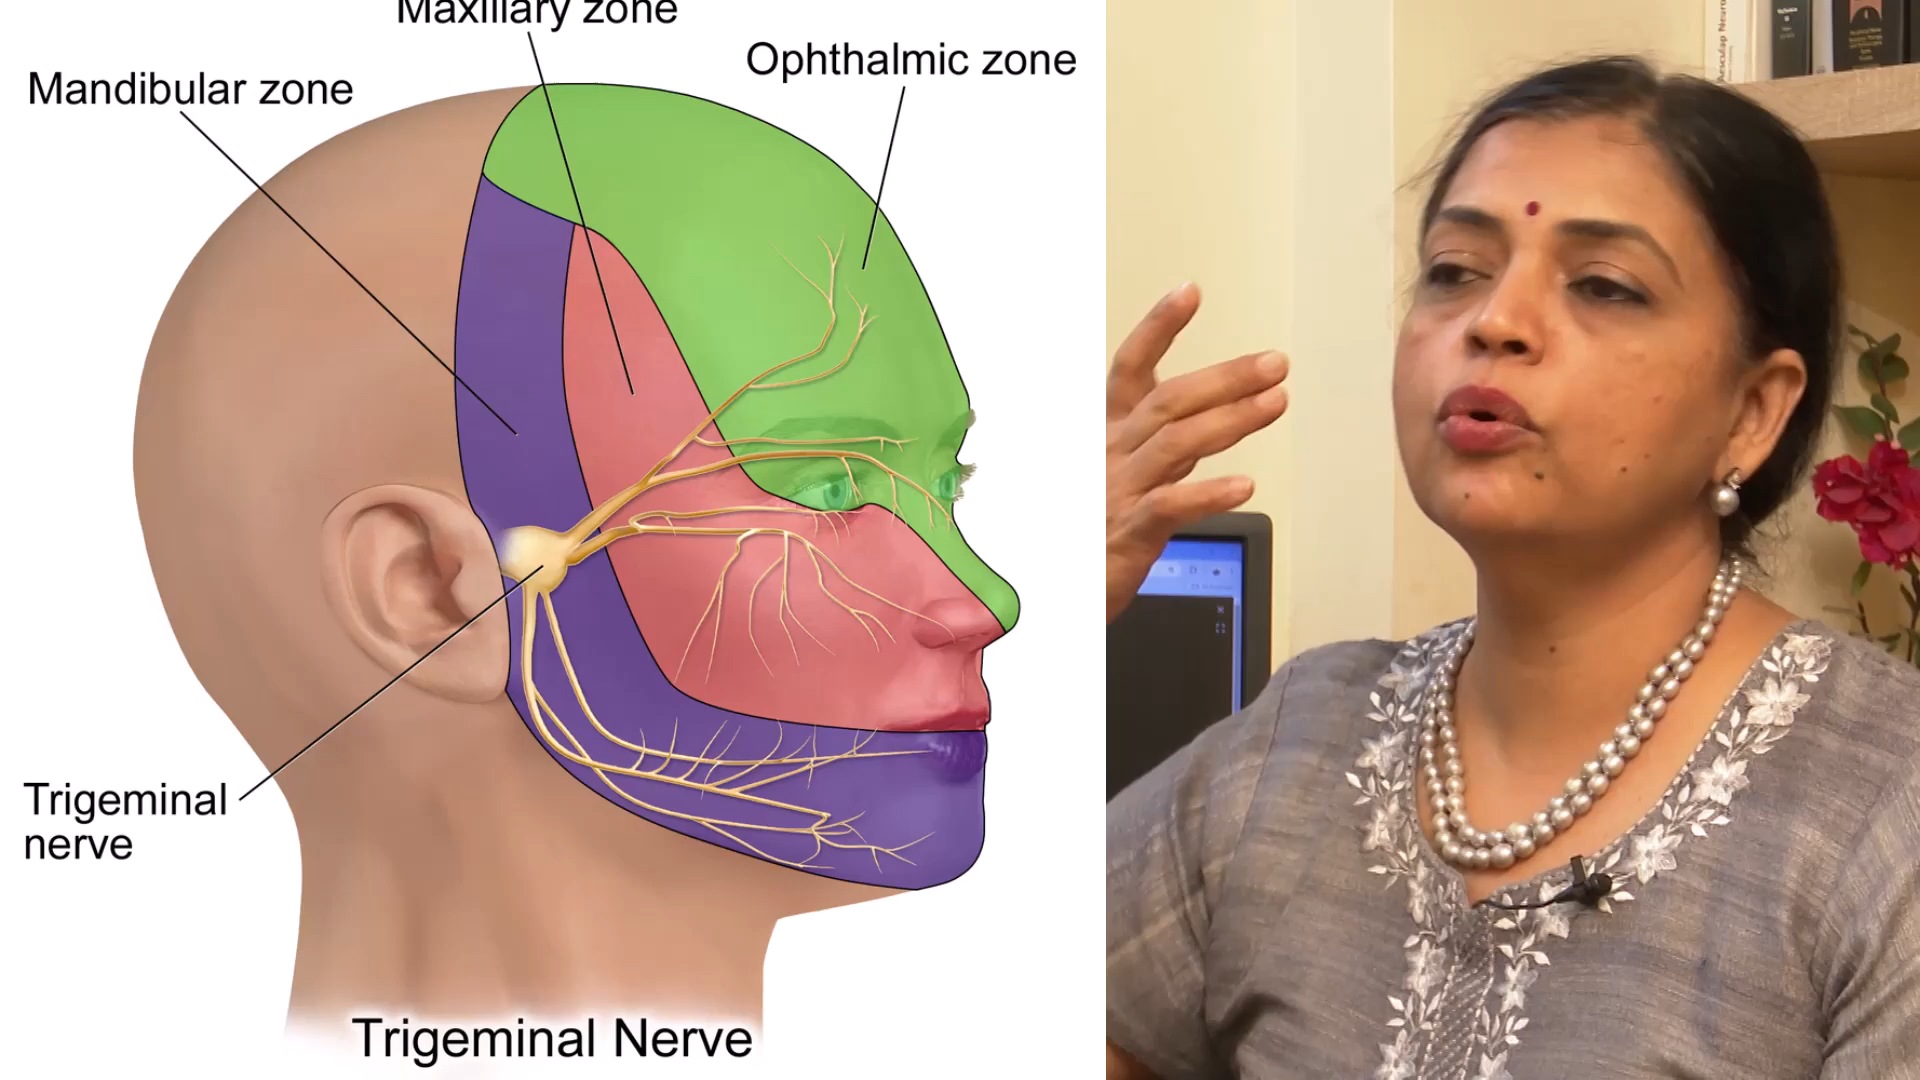 Maxillary zone
Ophthalmic zone
Mandibular zone
Trigeminal
nerve
Trigeminal Nerve